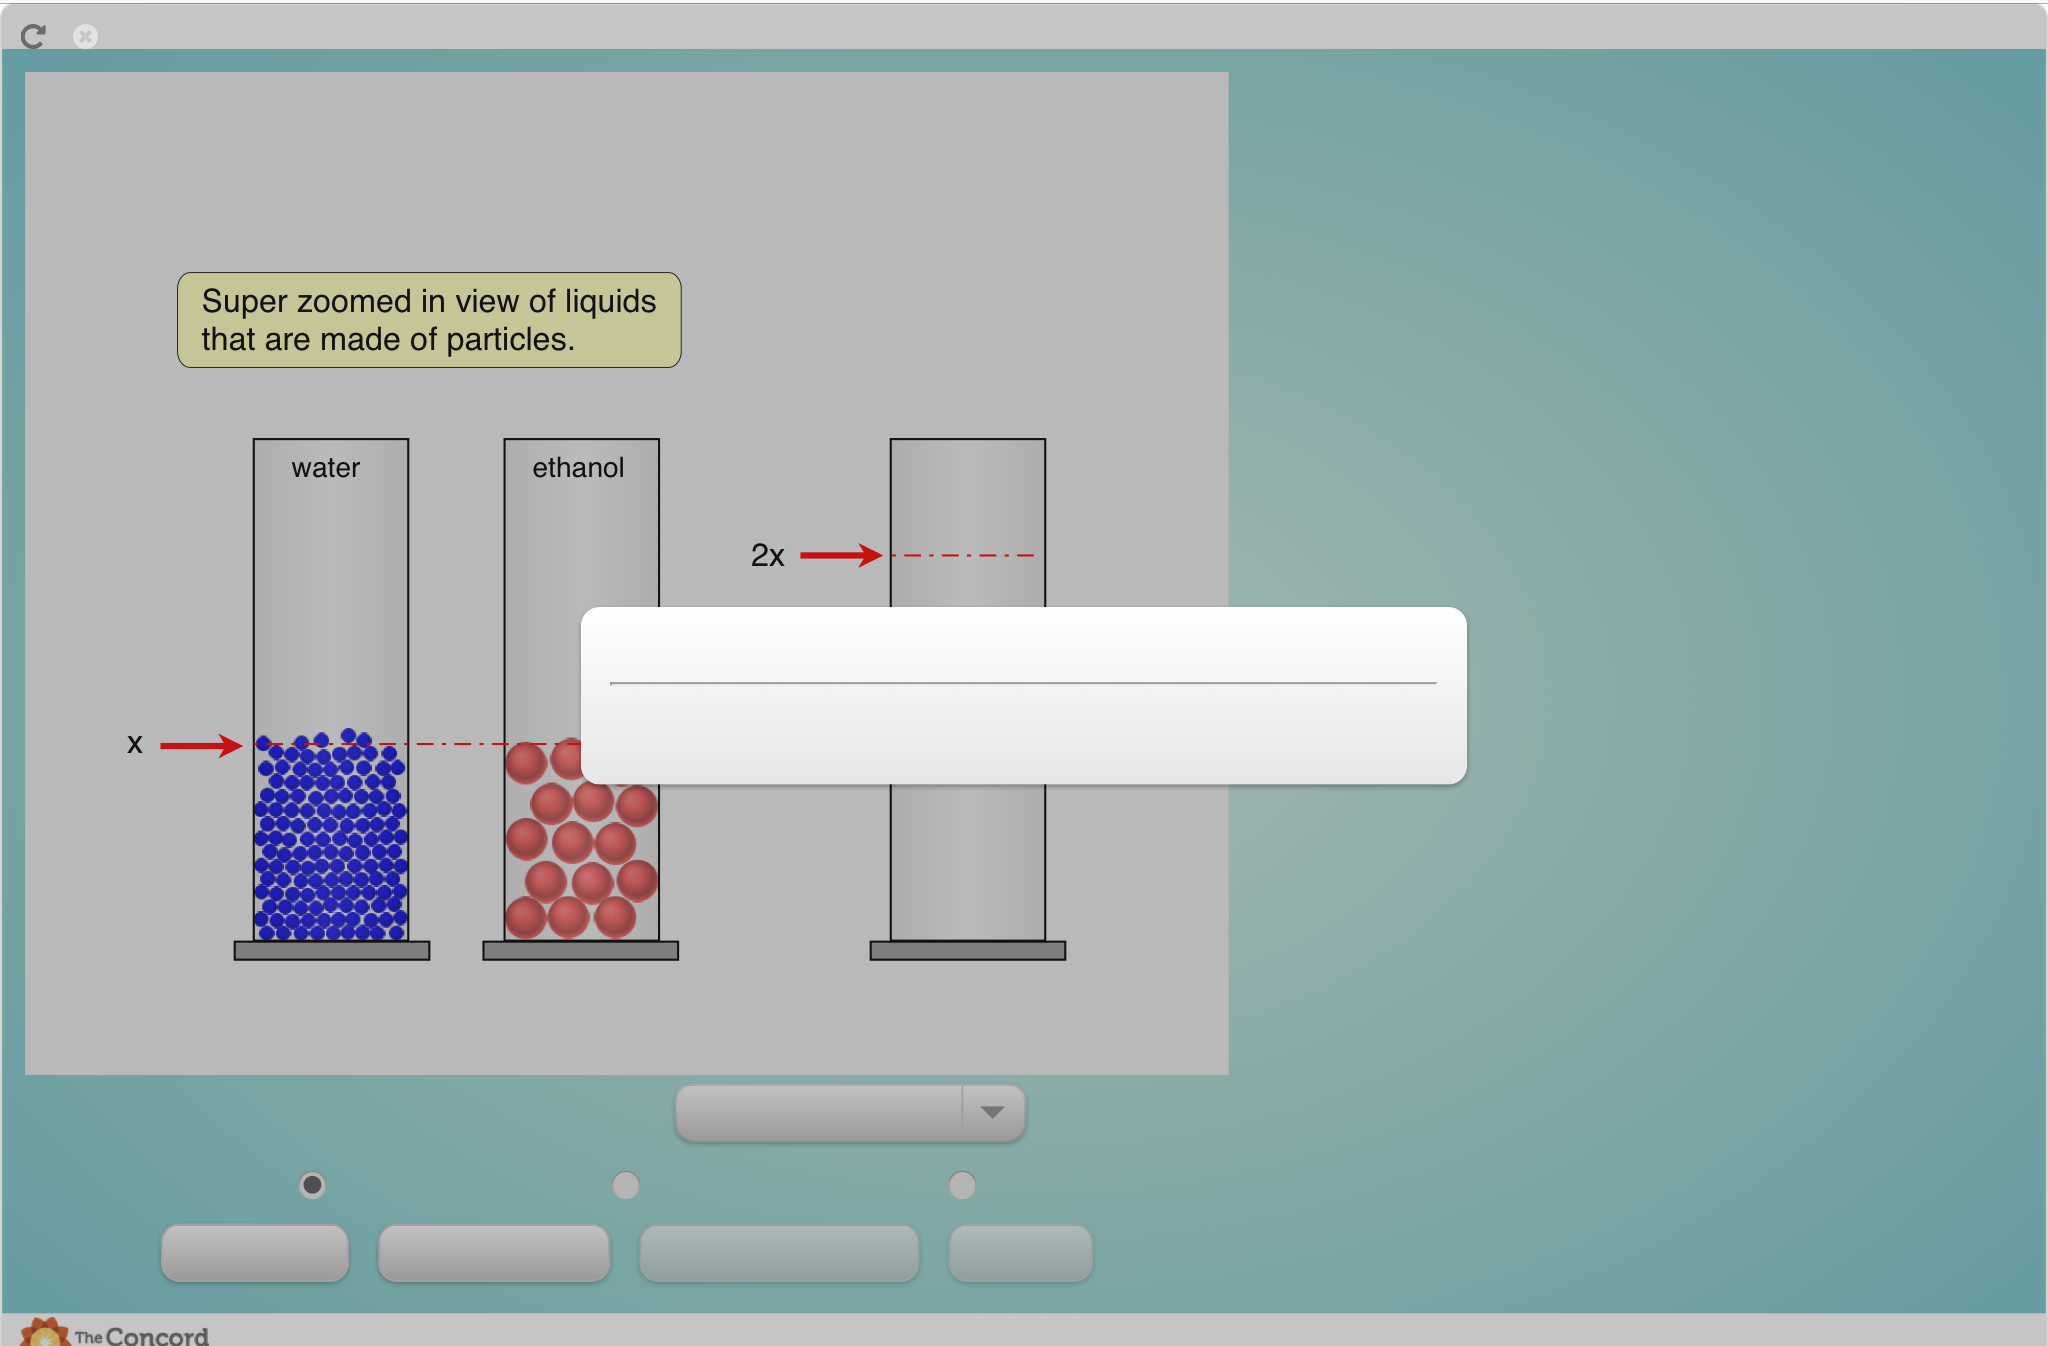 Super zoomed in view of liquids
that are made of particles.
water
ethanol
2x
x
The Concord